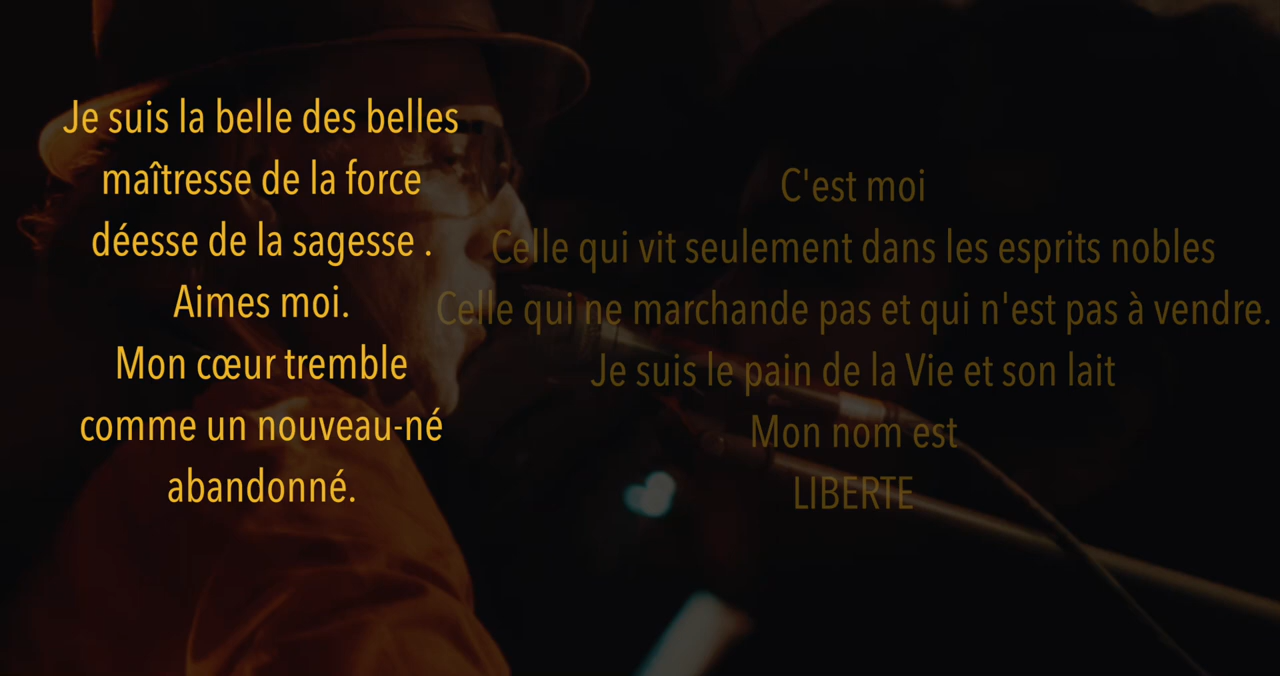 Je suis la belle des belles
maîtresse de la force
déesse de la sagesse .
Aimes moi.
Mon cœur tremble
comme un nouveau-né
abandonné.
C'est moi
Celle qui vit seulement dans les esprits nobles
Celle qui ne marchande pas et qui n'est pas à vendre.
Je suis le pain de la Vie et son lait
Mon nom est
LIBERTE